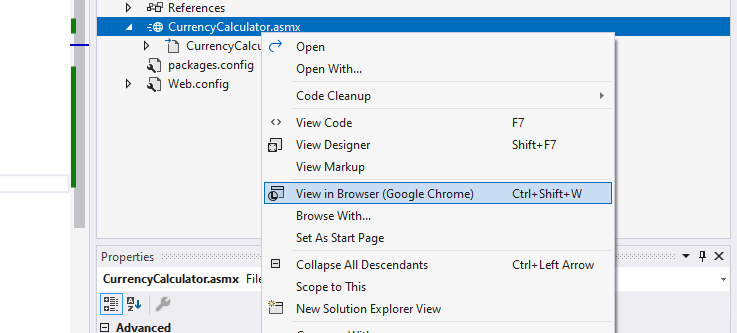 References
CurrencyCalculator.asmx
CurrencyCalcu
packages.config
Web.config
Open
Open With...
Code Cleanup
View Code F7
View Designer Shift+F7
View Markup
View in Browser (Google Chrome) Ctrl+Shift+W
Browse With...
Set As Start Page
Collapse All Descendants Ctrl+Left Arrow
Scope to This
New Solution Explorer View
Properties
CurrencyCalculator.asmx File
Advanced